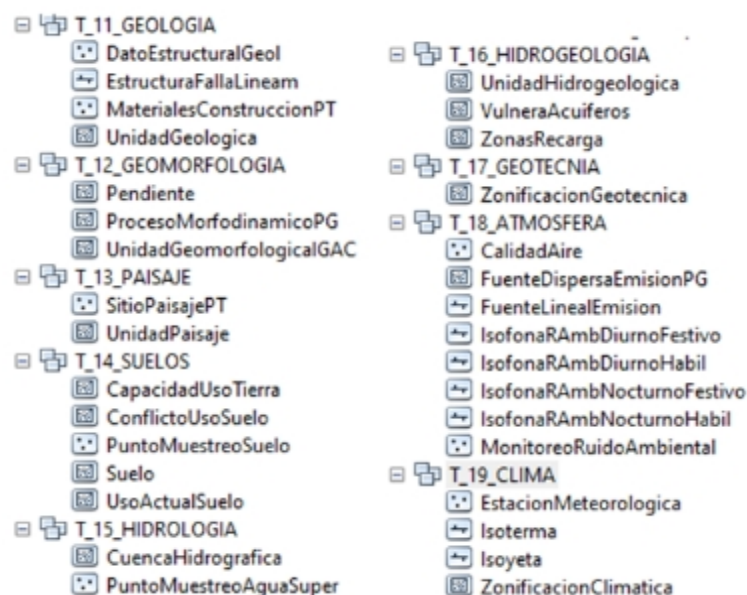 T_11_GEOLOGIA
DatoEstructuralGeol
EstructuraFallaLineam
MaterialesConstruccionPT
UnidadGeologica
T_12_GEOMORFOLOGIA
Pendiente
ProcesoMorfodinamicoPG
UnidadGeomorfologicaIGAC
T_13_PAISAJE
SitioPaisajePT
UnidadPaisaje
T_14_SUELOS
CapacidadUsoTierra
ConflictoUsoSuelo
PuntoMuestreoSuelo
Suelo
UsoActualSuelo
T_15_HIDROLOGIA
CuencaHidrografica
PuntoMuestreoAguaSuper
T_16_HIDROGEOLOGIA
UnidadHidrogeologica
VulneraAcuiferos
ZonasRecarga
T_17_GEOTECNIA
ZonificacionGeotecnica
T_18_ATMOSFERA
CalidadAire
FuenteDispersaEmisionPG
FuenteLinealEmision
IsofonaRAmbDiurnoFestivo
IsofonaRAmbDiurnoHabil
IsofonaRAmbNocturnoFestivo
IsofonaRAmbNocturnoHabil
MonitoreoRuidoAmbiental
T_19_CLIMA
EstacionMeteorologica
Isoterma
Isoyeta
ZonificacionClimatica